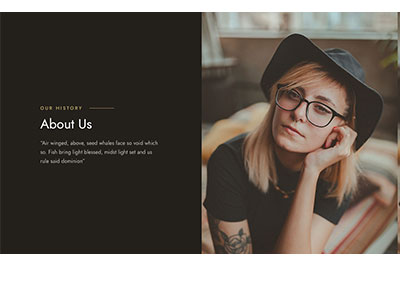 OUR HISTORY
About Us
"Air winged, above, seed whales face so void which
so. Fish bring light blessed, midst light set and us
rule said dominion"